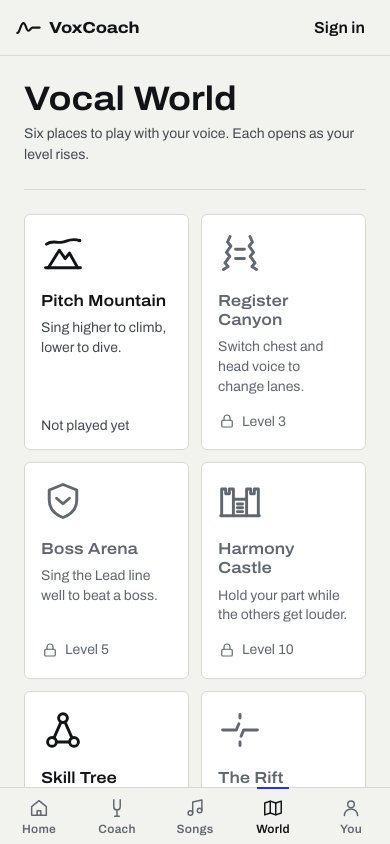 VoxCoach
Sign in
Vocal World
Six places to play with your voice. Each opens as your
level rises.
Pitch Mountain
Sing higher to climb,
lower to dive.
Not played yet
Register
Canyon
Switch chest and
head voice to
change lanes.
Level 3
Boss Arena
Sing the Lead line
well to beat a boss.
Level 5
Harmony
Castle
Hold your part while
the others get louder.
Level 10
Skill Tree
The Rift
Home
Coach
Songs
World
You